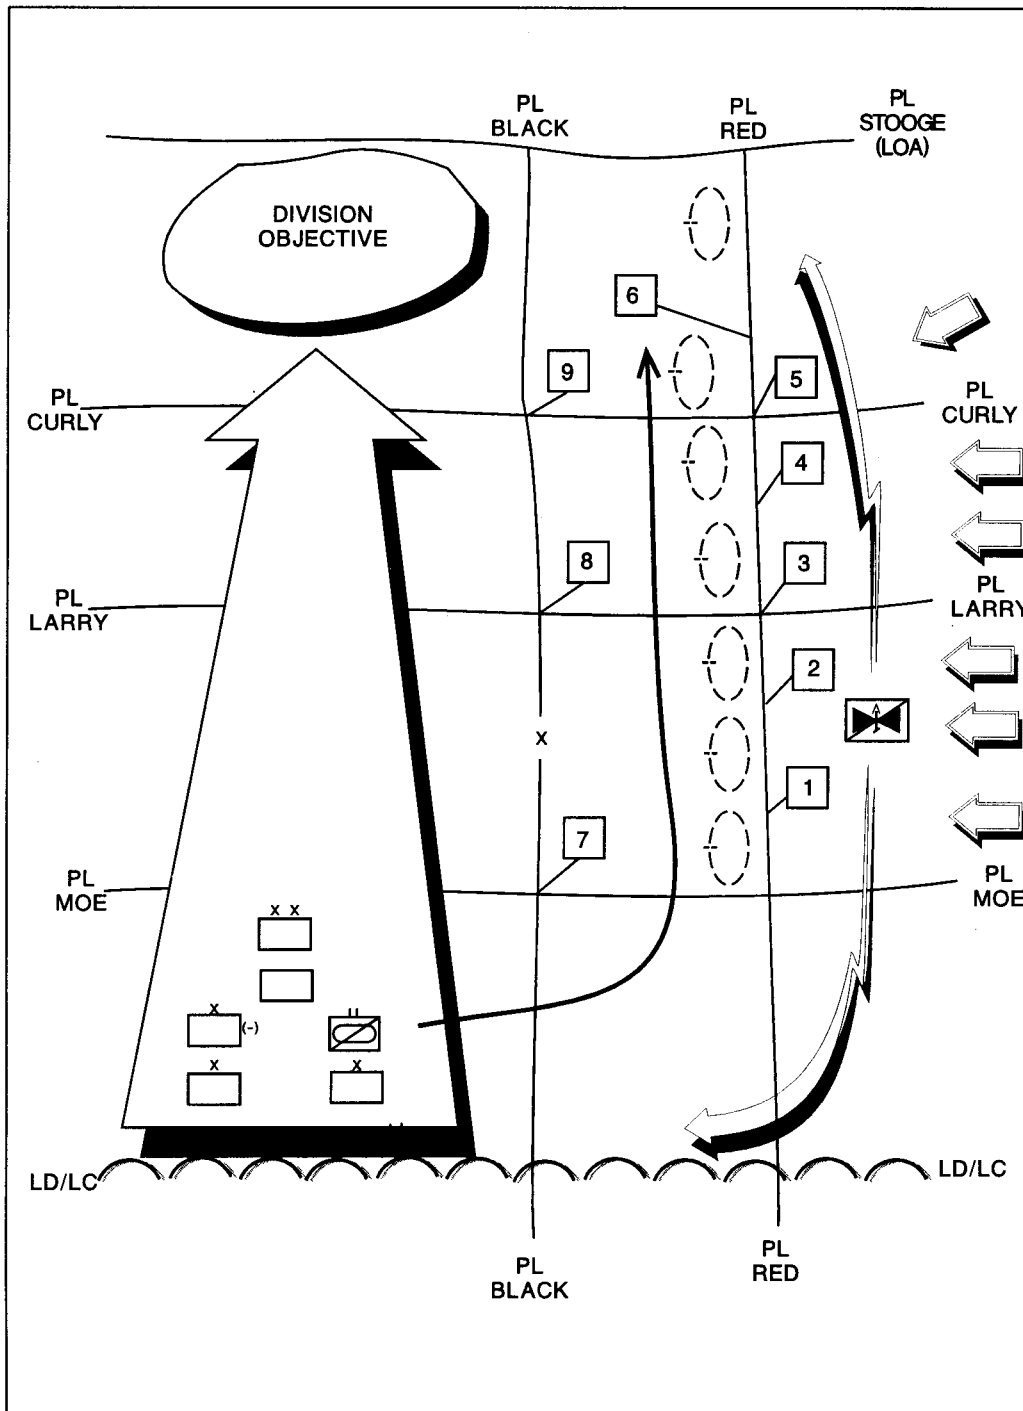 PL
BLACK
PL
RED
PL
STOOGE
(LOA)
DIVISION
OBJECTIVE
6
9
5
PL
CURLY
PL
CURLY
4
8
3
PL
LARRY
PL
LARRY
2
X
1
7
PL
MOE
PL
MOE
X X
X
(-)
II
X
X
LD/LC
LD/LC
PL
BLACK
PL
RED